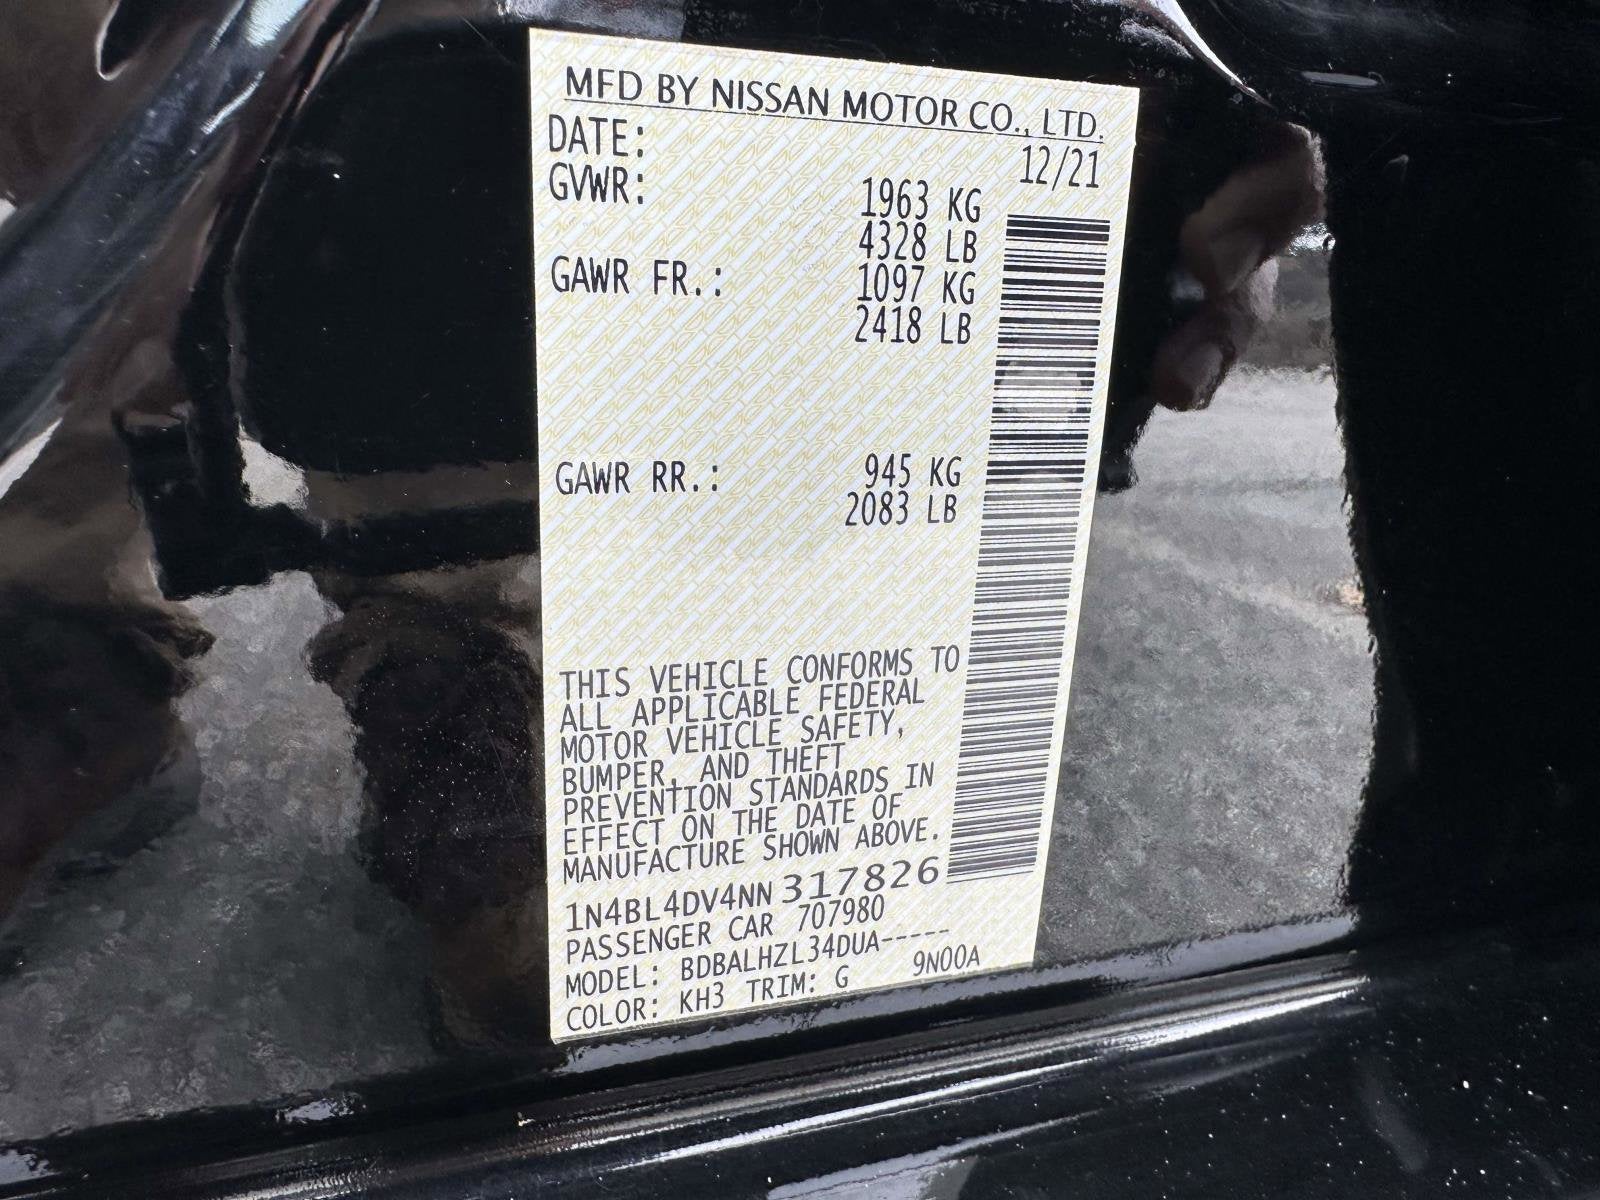 MFD BY NISSAN MOTOR CO., LTD.
DATE: 12/21
GVWR: 1963 KG
4328 LB
GAWR FR.: 1097 KG
2418 LB
GAWR RR.: 945 KG
2083 LB
THIS VEHICLE CONFORMS TO
ALL APPLICABLE FEDERAL
MOTOR VEHICLE SAFETY,
BUMPER, AND THEFT
PREVENTION STANDARDS IN
EFFECT ON THE DATE OF
MANUFACTURE SHOWN ABOVE.
1N4BL4DV4NN317826
PASSENGER CAR 707980
MODEL: BDBALHZL34DUA-----
COLOR: KH3 TRIM: G 9N00A